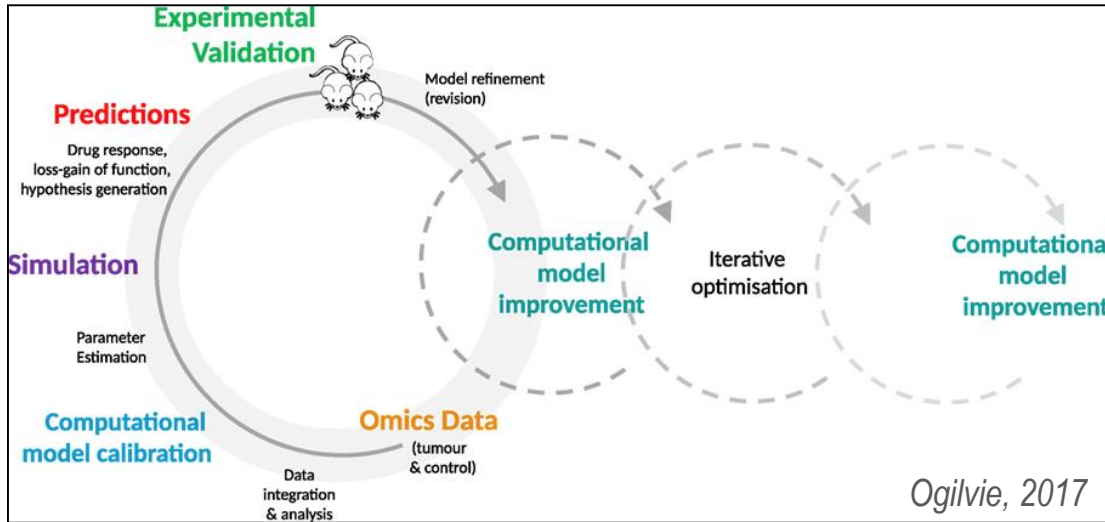 Experimental
Validation
Model refinement
(revision)
Predictions
Drug response,
loss-gain of function,
hypothesis generation
Simulation
Computational
model
improvement
Iterative
optimisation
Computationa
model
improvement
Parameter
Estimation
Computational
model calibration
Omics Data
(tumour
& control)
Data
integration
& analysis
Ogilvie, 2017